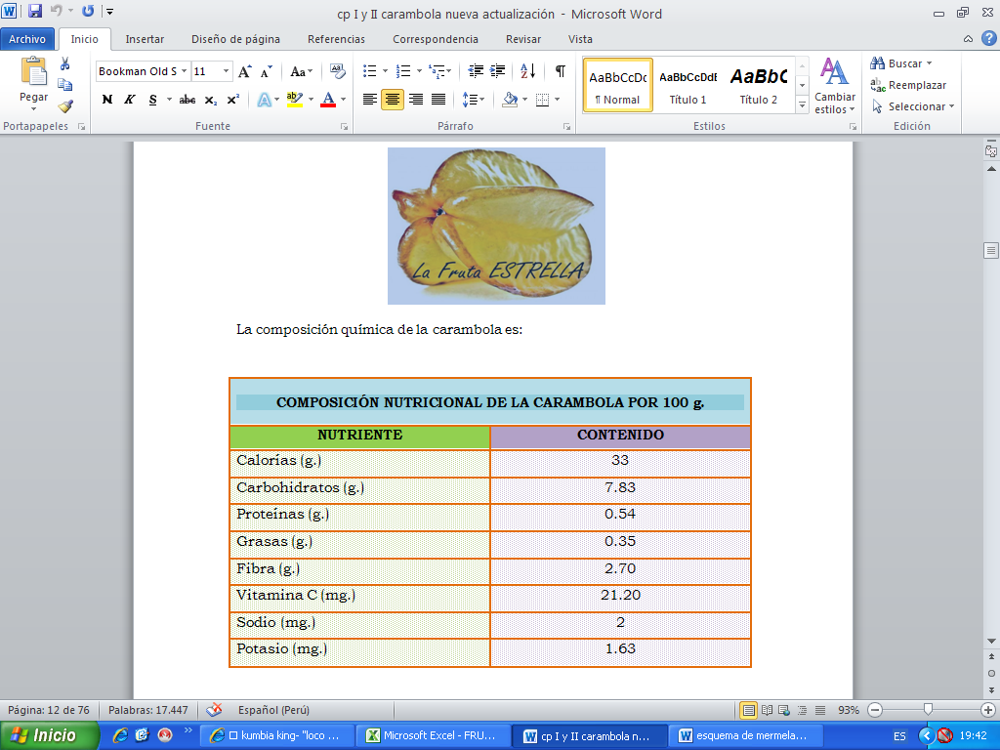 cp I y II carambola nueva actualización - Microsoft Word
Archivo Inicio Insertar Diseño de página Referencias Correspondencia Revisar Vista
Pegar
Portapapeles
Bookman Old S 11
N K S abc x₂ x²
Fuente
Párrafo
AaBbCcDc AaBbCcDdE AaBbC
¶ Normal Título 1 Título 2
Cambiar estilos
Estilos
Buscar
Reemplazar
Seleccionar
Edición
La Fruta ESTRELLA
La composición química de la carambola es:
COMPOSICIÓN NUTRICIONAL DE LA CARAMBOLA POR 100 g.
NUTRIENTE CONTENIDO
Calorías (g.) 33
Carbohidratos (g.) 7.83
Proteínas (g.) 0.54
Grasas (g.) 0.35
Fibra (g.) 2.70
Vitamina C (mg.) 21.20
Sodio (mg.) 2
Potasio (mg.) 1.63
Página: 12 de 76 Palabras: 17.447 Español (Perú) 93%
Inicio kumbia king- "loco ... Microsoft Excel - FRU... cp I y II carambola n... esquema de mermela... ES 19:42